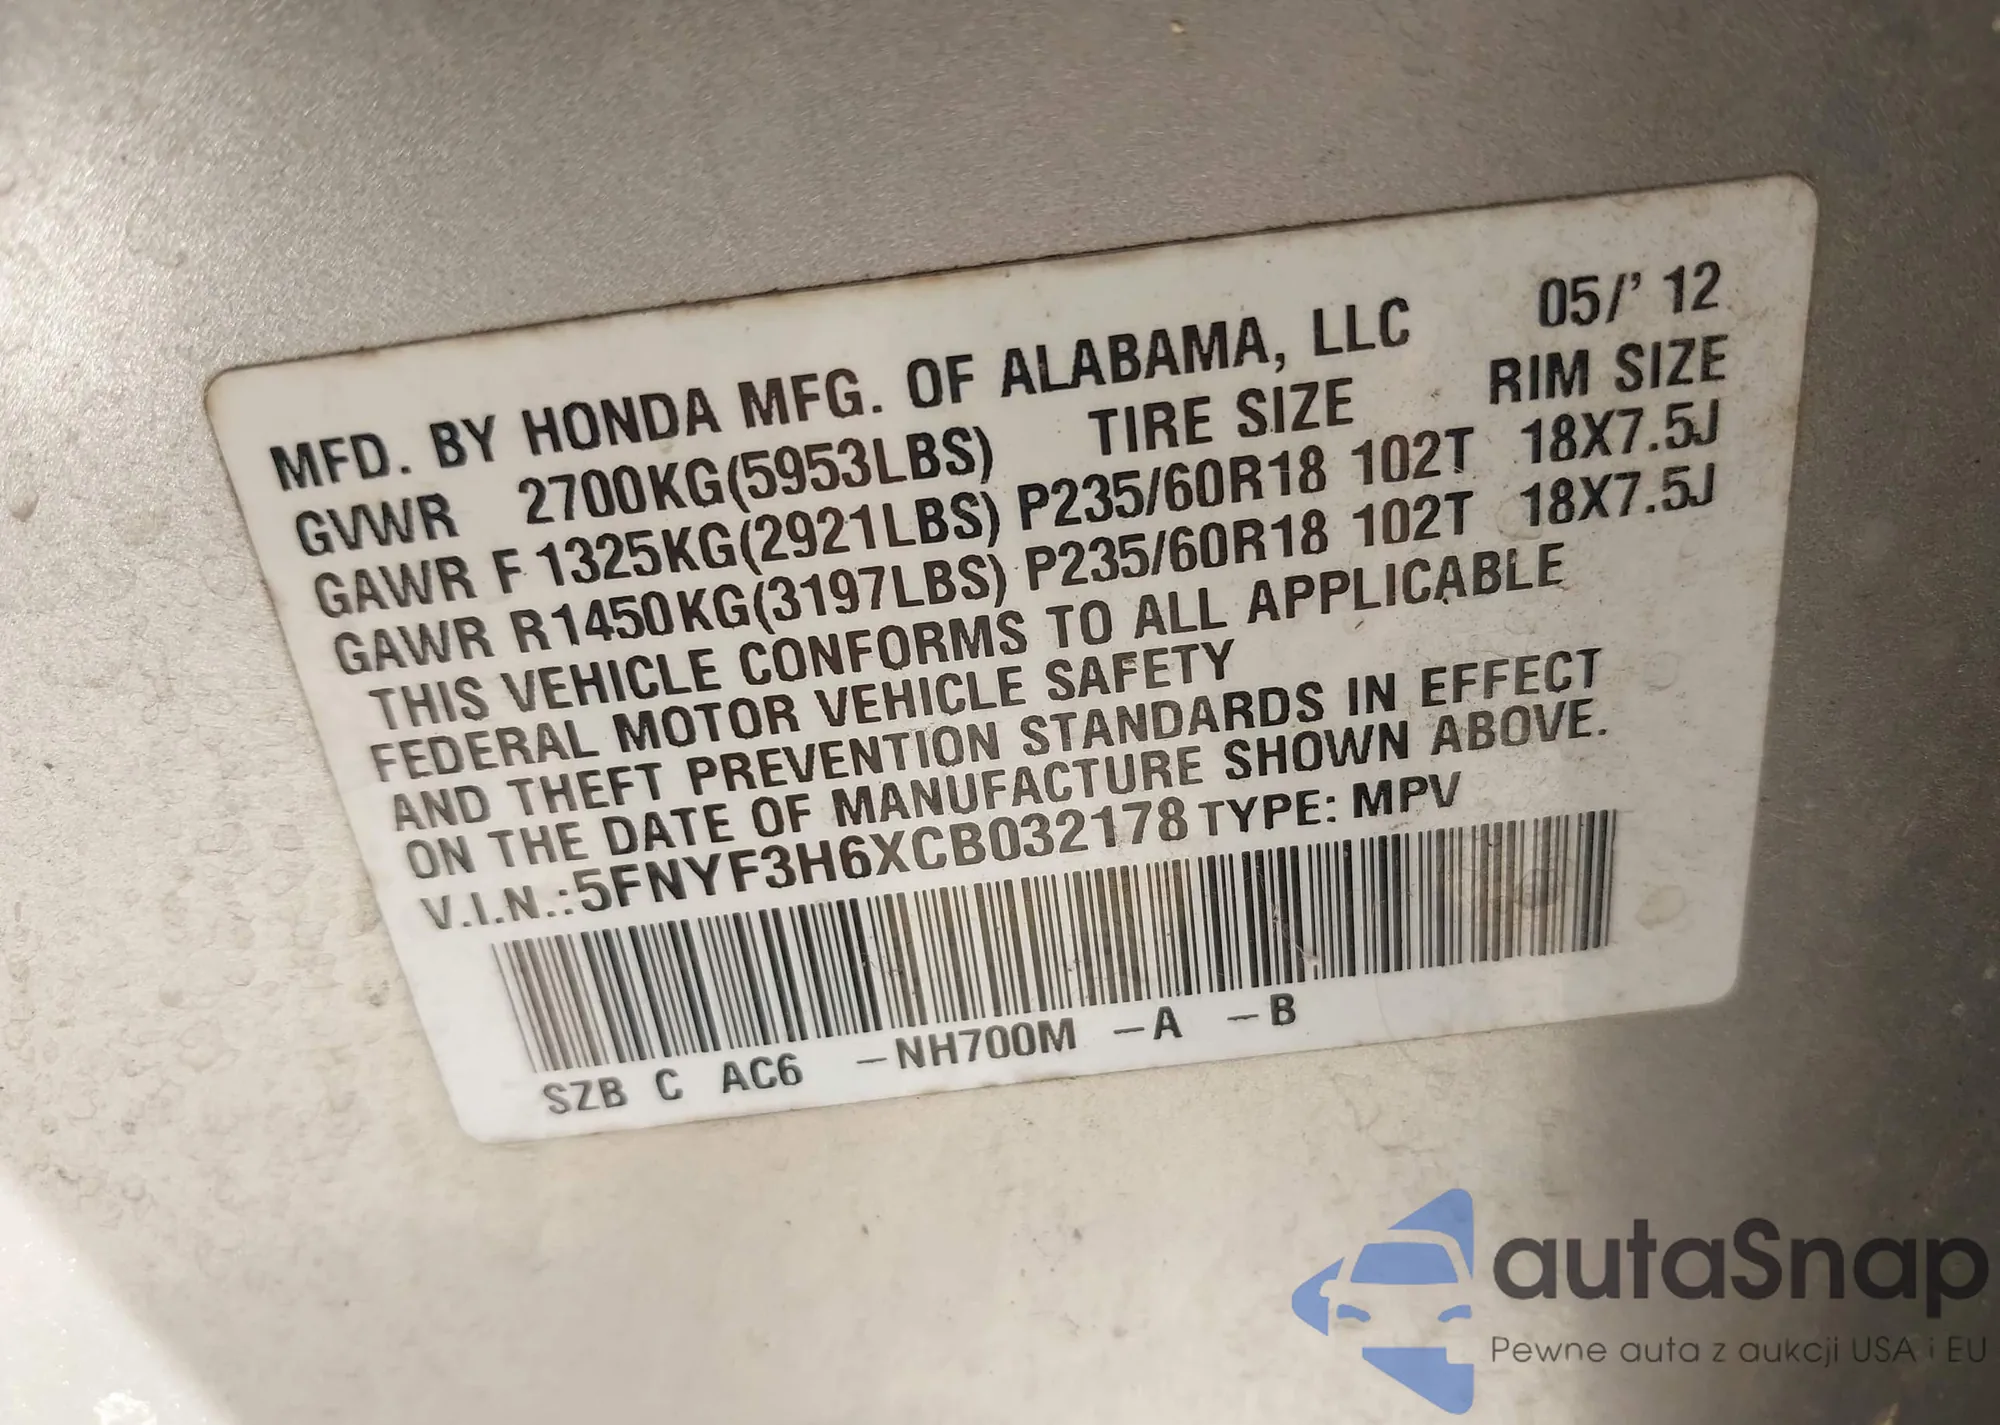 MFD. BY HONDA MFG. OF ALABAMA, LLC 05/' 12
GVWR 2700KG(5953LBS) TIRE SIZE RIM SIZE
GAWR F 1325KG(2921LBS) P235/60R18 102T 18X7.5J
GAWR R 1450KG(3197LBS) P235/60R18 102T 18X7.5J
THIS VEHICLE CONFORMS TO ALL APPLICABLE
FEDERAL MOTOR VEHICLE SAFETY
AND THEFT PREVENTION STANDARDS IN EFFECT
ON THE DATE OF MANUFACTURE SHOWN ABOVE.
V.I.N.:5FNYF3H6XCB032178 TYPE: MPV
SZB C AC6 –NH700M –A –B
autaSnap
Pewne auta z aukcji USA i EU